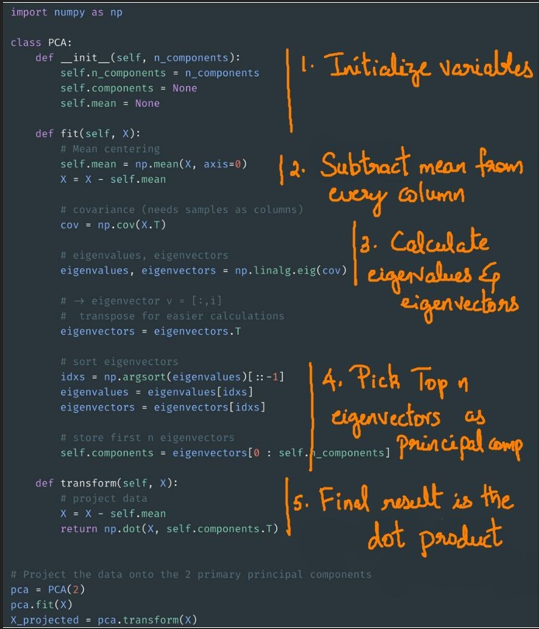 import numpy as np
class PCA:
def __init__(self, n_components):
self.n_components = n_components
self.components = None
self.mean = None
1. Initialize variables
def fit(self, X):
# Mean centering
self.mean = np.mean(X, axis=0)
X = X - self.mean
2. Subtract mean from
every column
# covariance (needs samples as columns)
cov = np.cov(X.T)
# eigenvalues, eigenvectors
eigenvalues, eigenvectors = np.linalg.eig(cov)
3. Calculate
eigenvalues &
eigenvectors
# -> eigenvector v = [:,i]
# transpose for easier calculations
eigenvectors = eigenvectors.T
# sort eigenvectors
idxs = np.argsort(eigenvalues)[::-1]
eigenvalues = eigenvalues[idxs]
eigenvectors = eigenvectors[idxs]
# store first n eigenvectors
self.components = eigenvectors[0 : self.n_components]
4. Pick Top n
eigenvectors as
principal comp
def transform(self, X):
# project data
X = X - self.mean
return np.dot(X, self.components.T)
5. Final result is the
dot product
# Project the data onto the 2 primary principal components
pca = PCA(2)
pca.fit(X)
X_projected = pca.transform(X)